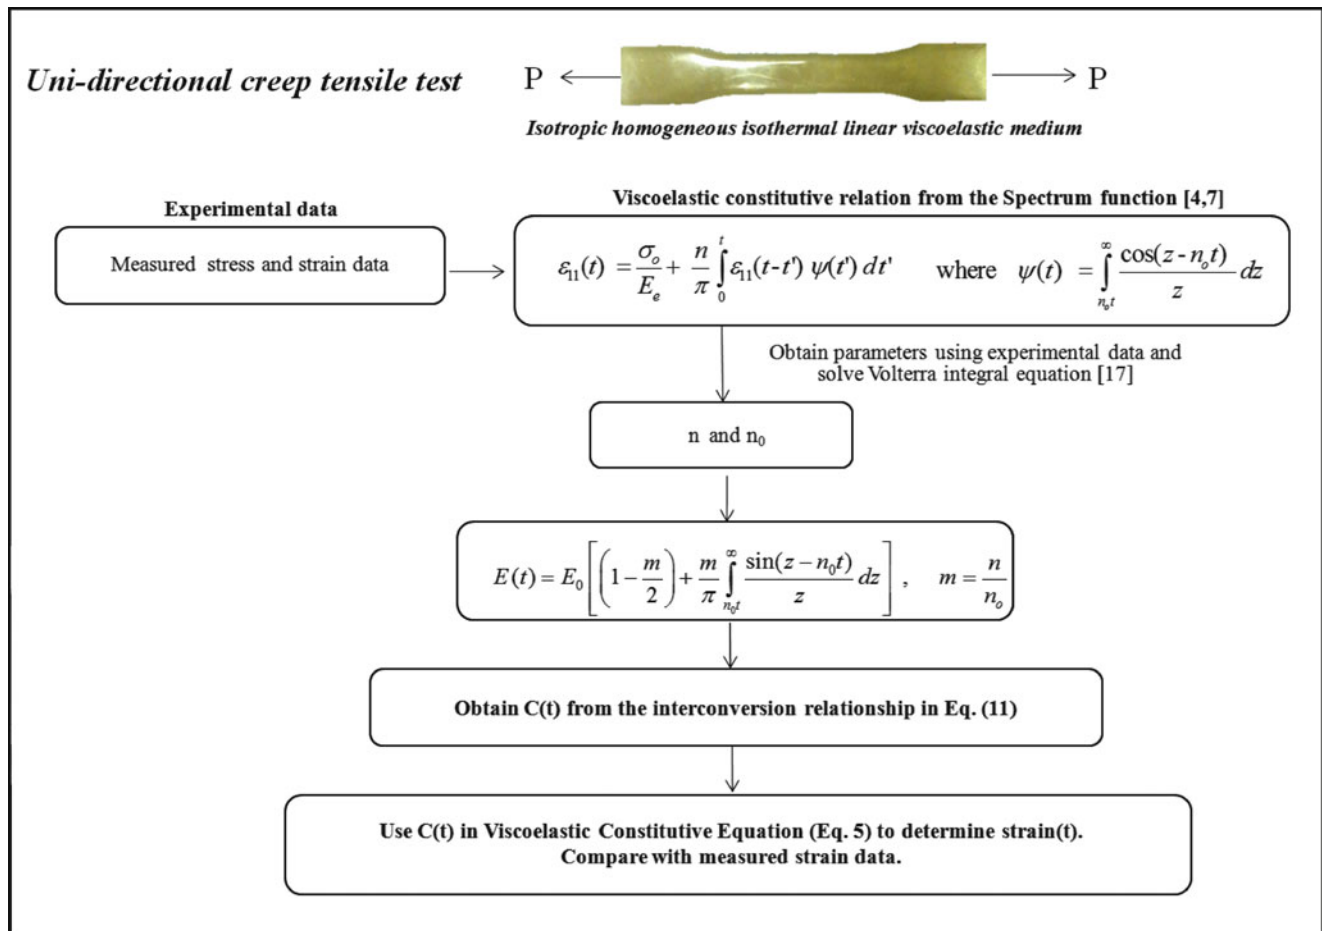 Uni-directional creep tensile test
P P
Isotropic homogeneous isothermal linear viscoelastic medium
Experimental data
Measured stress and strain data
Viscoelastic constitutive relation from the Spectrum function [4,7]
ε₁₁(t) = σₒ/Eₑ + n/π ∫₀ᵗ ε₁₁(t-t') ψ(t') dt' where ψ(t) = ∫_{nₒt}^{∞} cos(z-nₒt)/z dz
Obtain parameters using experimental data and
solve Volterra integral equation [17]
n and n₀
E(t) = E₀[(1-m/2)+m/π ∫_{n₀t}^{∞} sin(z-n₀t)/z dz] , m = n/nₒ
Obtain C(t) from the interconversion relationship in Eq. (11)
Use C(t) in Viscoelastic Constitutive Equation (Eq. 5) to determine strain(t).
Compare with measured strain data.